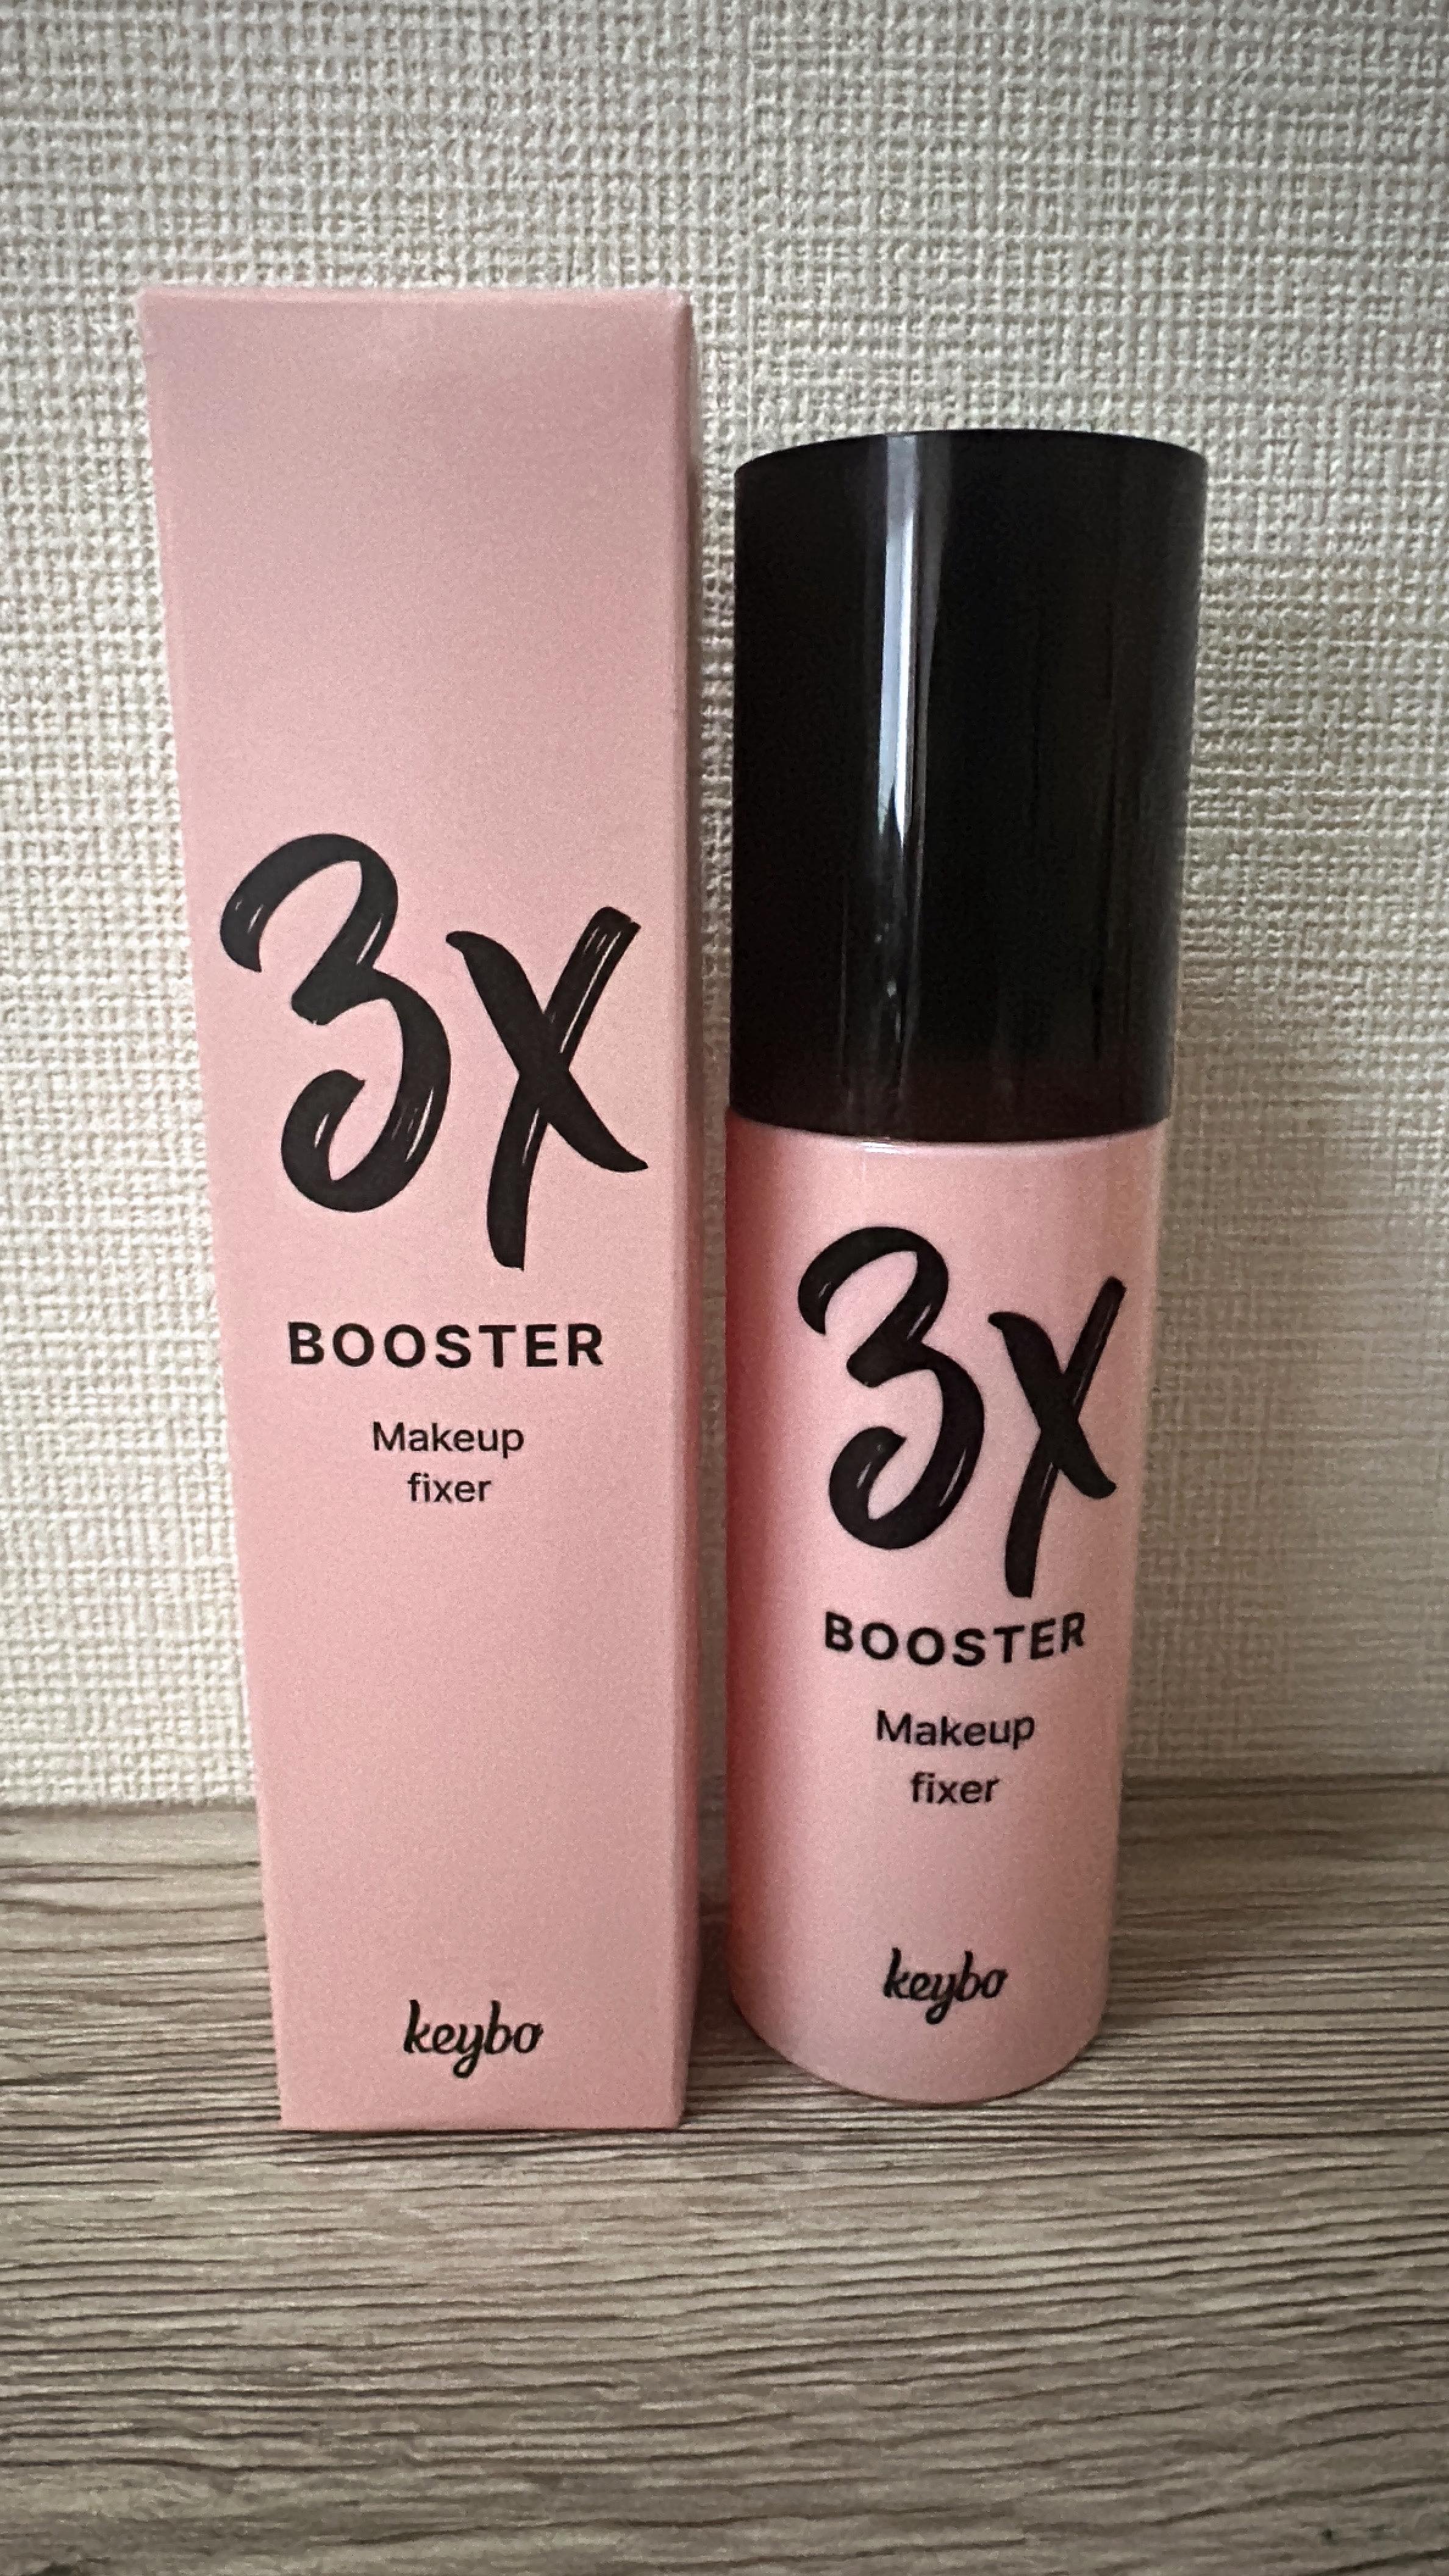 3x
BOOSTER
Makeup
fixer
keybo
3x
BOOSTER
Makeup
fixer
keybo